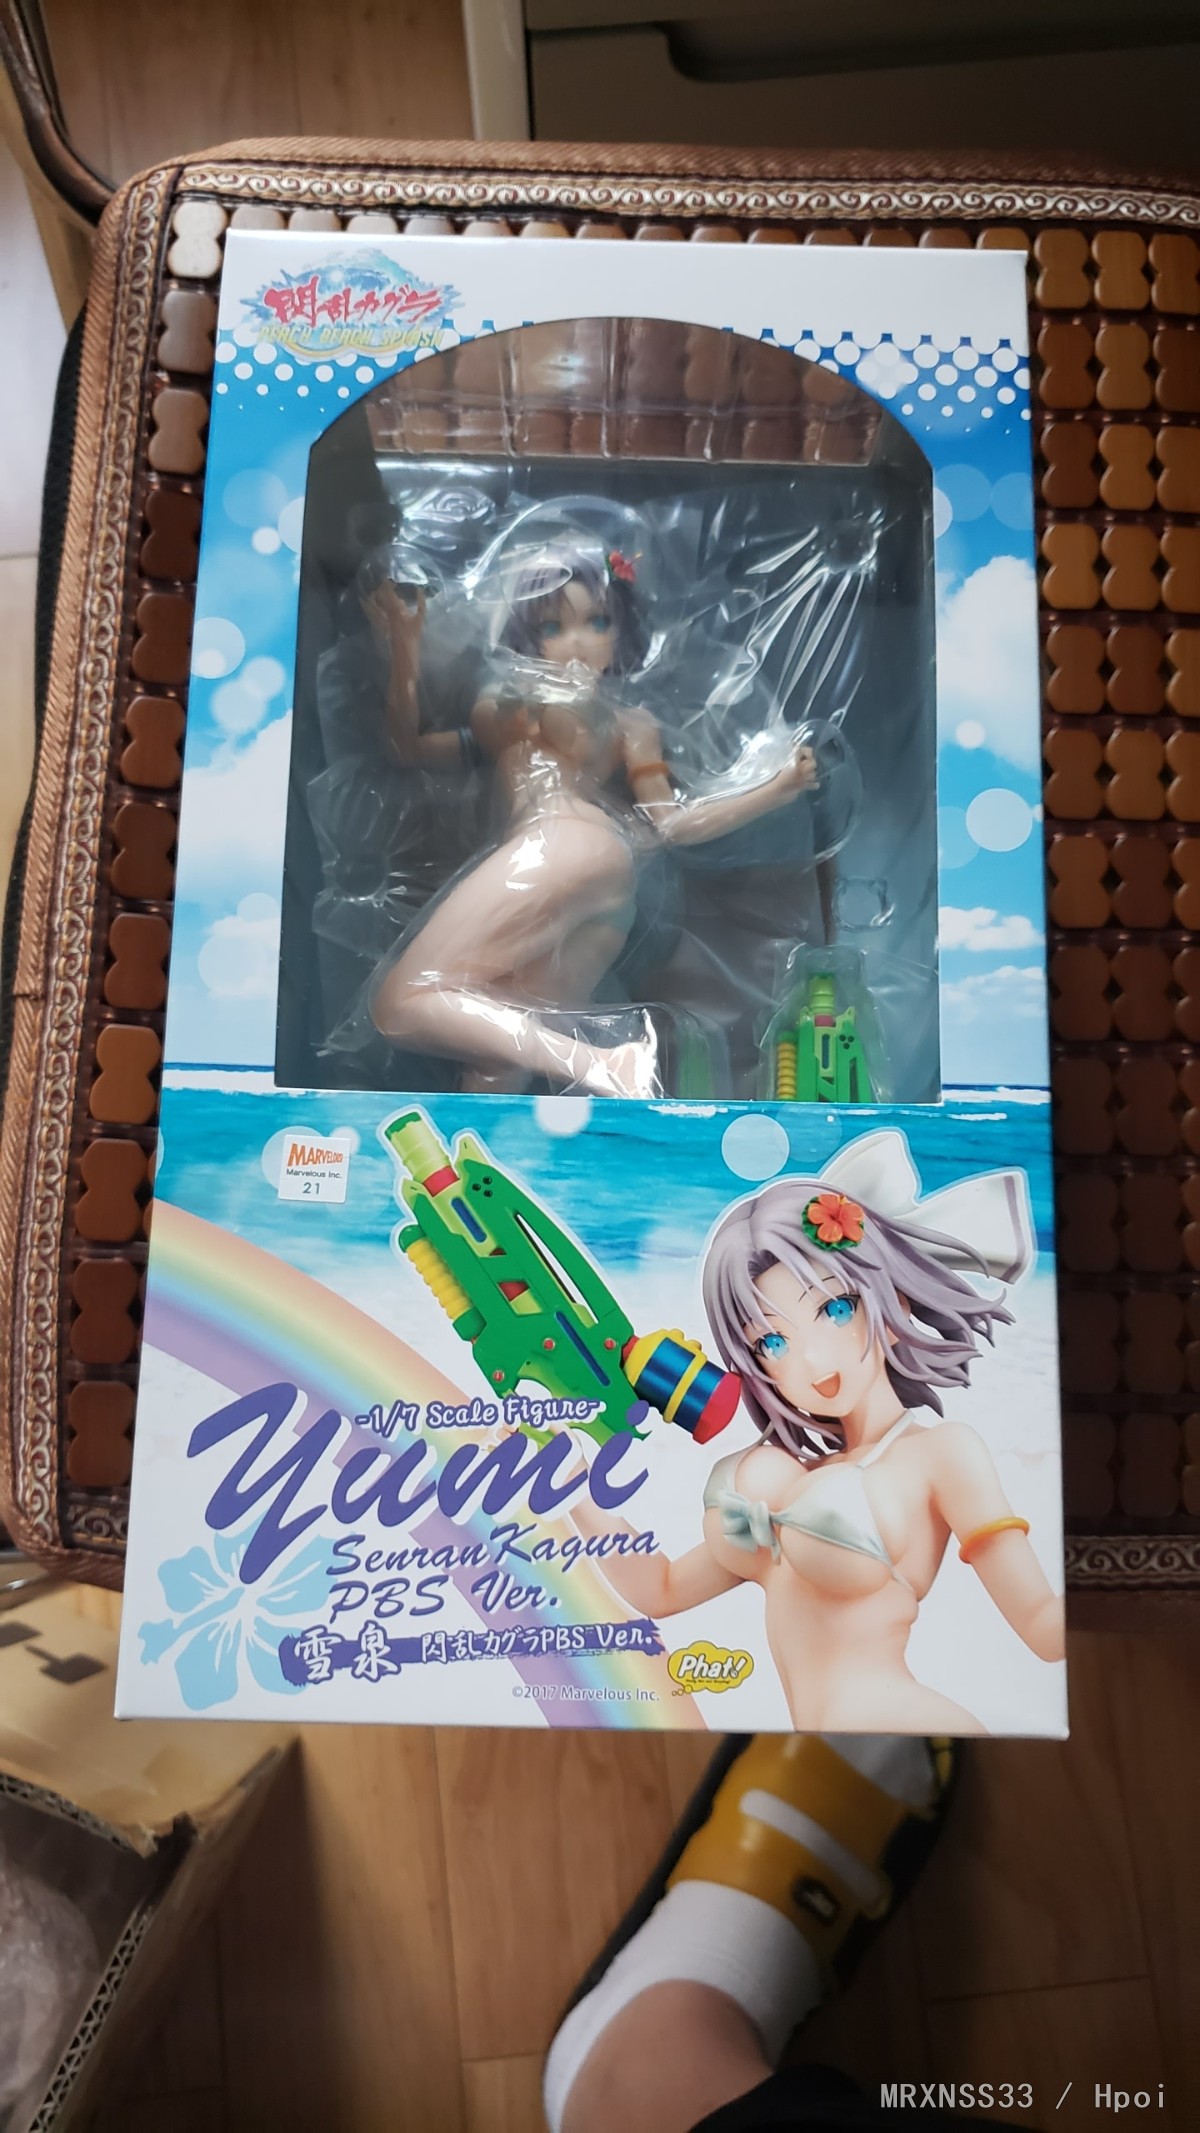 閃乱カグラ
PEACH BEACH SPLASH
MARVELOUS!
Marvelous Inc.
21
-1/7 Scale Figure-
Yumi
Senran Kagura
PBS Ver.
雪泉 閃乱カグラPBS Ver.
Phat!
©2017 Marvelous Inc.
MRXNSS33 / Hpoi